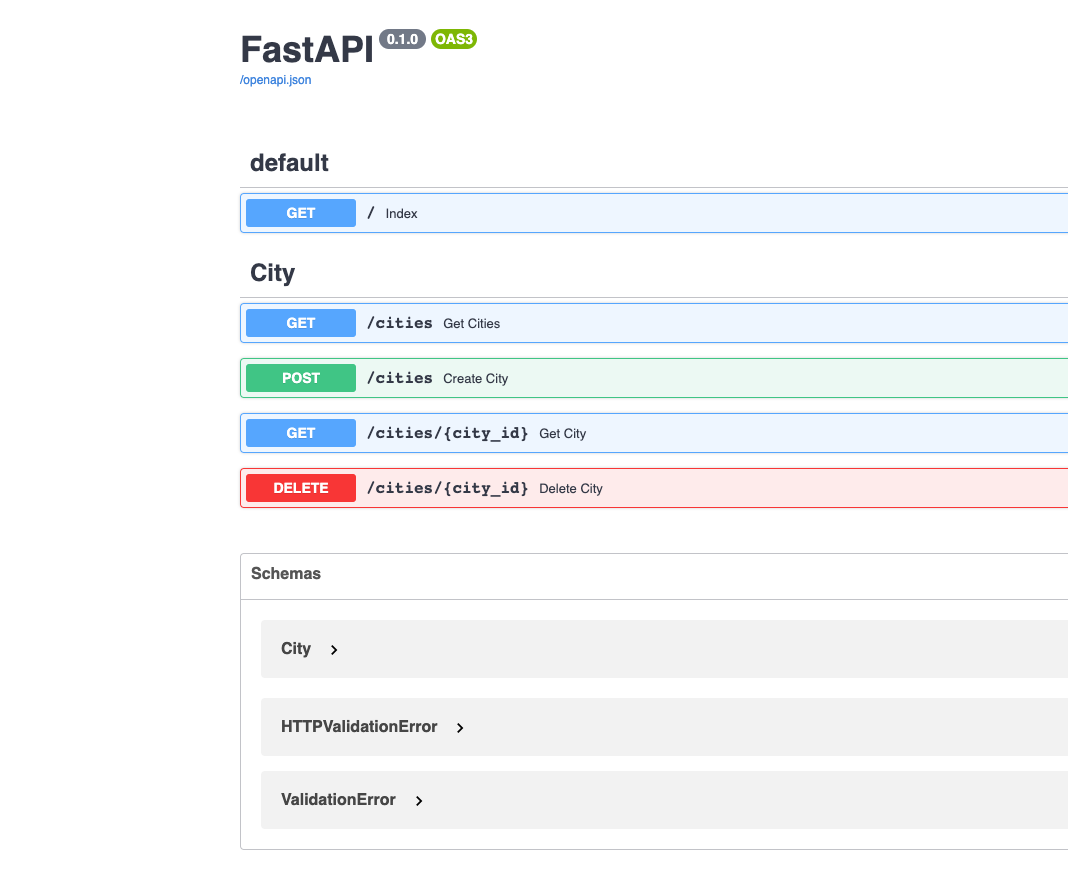 FastAPI 0.1.0 OAS3
/openapi.json
default
GET / Index
City
GET /cities Get Cities
POST /cities Create City
GET /cities/{city_id} Get City
DELETE /cities/{city_id} Delete City
Schemas
City
HTTPValidationError
ValidationError